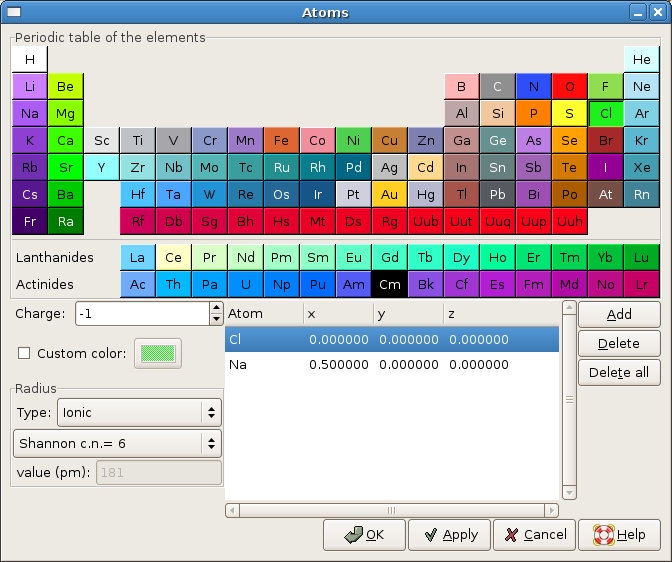 Atoms
Periodic table of the elements
H He
Li Be B C N O F Ne
Na Mg Al Si P S Cl Ar
K Ca Sc Ti V Cr Mn Fe Co Ni Cu Zn Ga Ge As Se Br Kr
Rb Sr Y Zr Nb Mo Tc Ru Rh Pd Ag Cd In Sn Sb Te I Xe
Cs Ba Hf Ta W Re Os Ir Pt Au Hg Tl Pb Bi Po At Rn
Fr Ra Rf Db Sg Bh Hs Mt Ds Rg Uub Uut Uuq Uup Uuh
Lanthanides La Ce Pr Nd Pm Sm Eu Gd Tb Dy Ho Er Tm Yb Lu
Actinides Ac Th Pa U Np Pu Am Cm Bk Cf Es Fm Md No Lr
Charge: -1
Custom color:
Radius
Type: Ionic
Shannon c.n.= 6
value (pm): 181
Atom x y z
Cl 0.000000 0.000000 0.000000
Na 0.500000 0.000000 0.000000
Add
Delete
Delete all
OK Apply Cancel Help